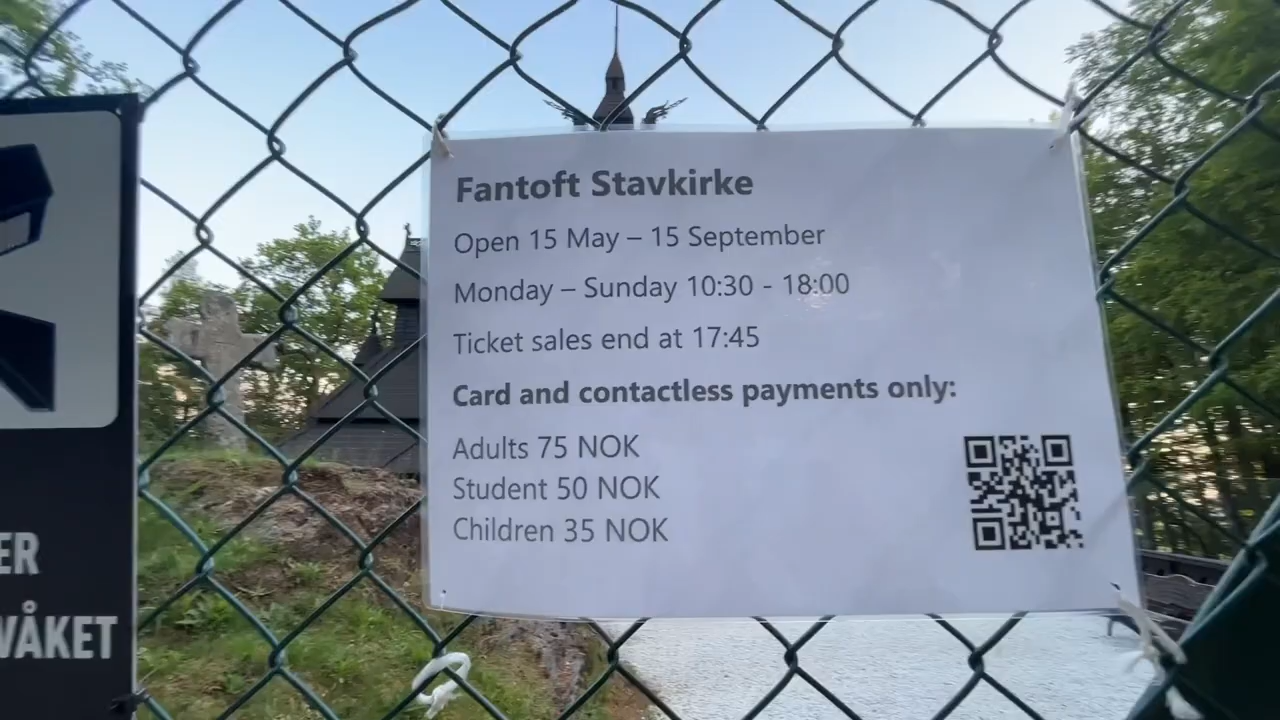 Fantoft Stavkirke
Open 15 May – 15 September
Monday – Sunday 10:30 - 18:00
Ticket sales end at 17:45
Card and contactless payments only:
Adults 75 NOK
Student 50 NOK
Children 35 NOK
ER
VÅKET